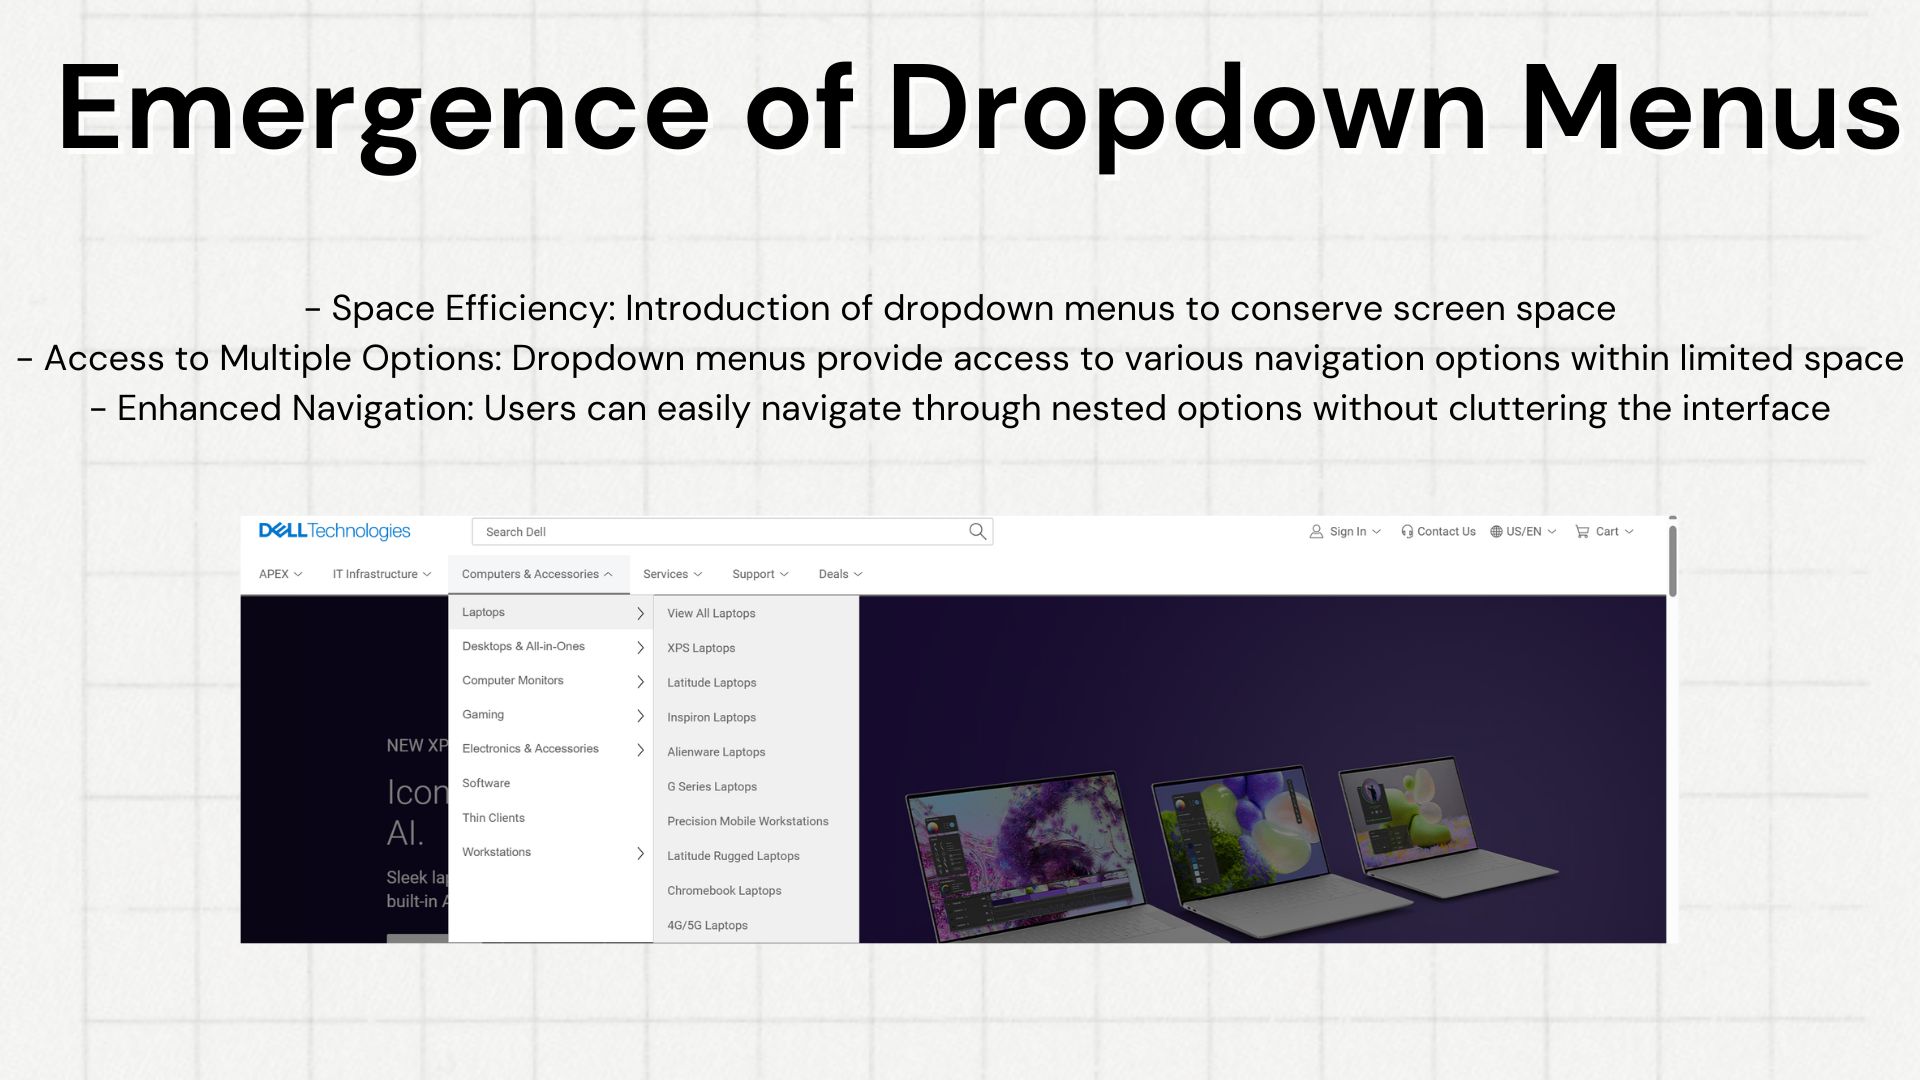 Emergence of Dropdown Menus
- Space Efficiency: Introduction of dropdown menus to conserve screen space
- Access to Multiple Options: Dropdown menus provide access to various navigation options within limited space
- Enhanced Navigation: Users can easily navigate through nested options without cluttering the interface
DELLTechnologies
Search Dell
Sign In
Contact Us
US/EN
Cart
APEX
IT Infrastructure
Computers & Accessories
Services
Support
Deals
Laptops
Desktops & All-in-Ones
Computer Monitors
Gaming
Electronics & Accessories
Software
Thin Clients
Workstations
View All Laptops
XPS Laptops
Latitude Laptops
Inspiron Laptops
Alienware Laptops
G Series Laptops
Precision Mobile Workstations
Latitude Rugged Laptops
Chromebook Laptops
4G/5G Laptops
NEW XP
Icon
AI.
Sleek lap
built-in A